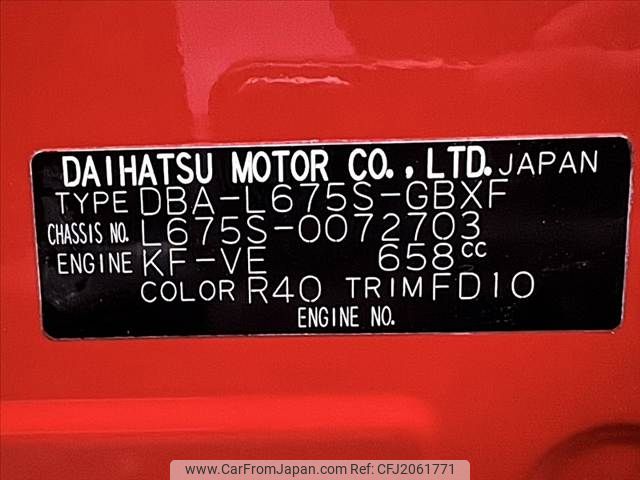 DAIHATSU MOTOR CO., LTD. JAPAN
TYPE DBA-L675S-GBXF
CHASSIS NO. L675S-0072703
ENGINE KF-VE 658cc
COLOR R40 TRIM FD10
ENGINE NO.
www.CarFromJapan.com CFJ2061771